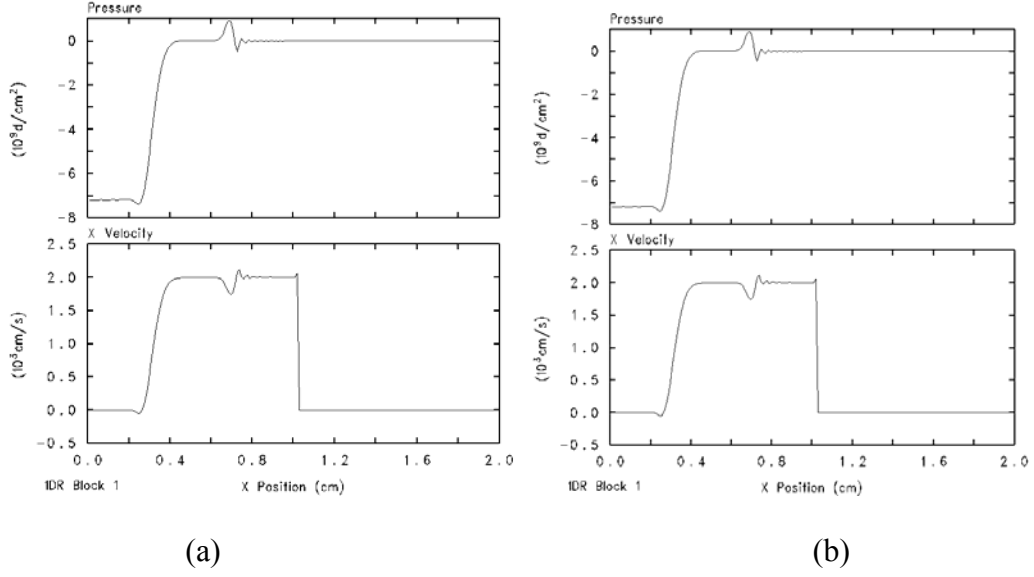 Pressure
0
-2
-4
-6
-8
(10⁹d/cm²)
X Velocity
2.5
2.0
1.5
1.0
0.5
0.0
-0.5
(10³cm/s)
0.0 0.4 0.8 1.2 1.6 2.0
1DR Block 1 X Position (cm)
(a)
Pressure
0
-2
-4
-6
-8
(10⁹d/cm²)
X Velocity
2.5
2.0
1.5
1.0
0.5
0.0
-0.5
(10³cm/s)
0.0 0.4 0.8 1.2 1.6 2.0
1DR Block 1 X Position (cm)
(b)